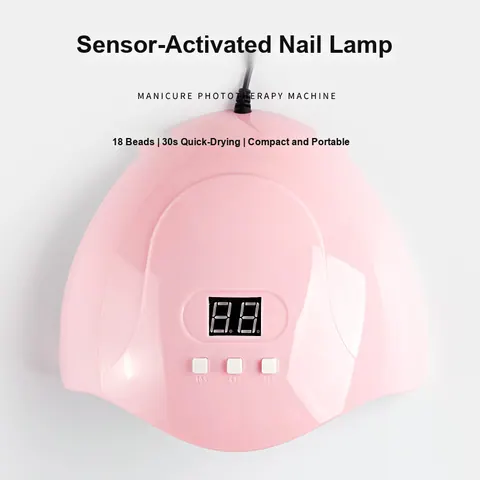 Sensor-Activated Nail Lamp
MANICURE PHOTOTHERAPY MACHINE
18 Beads | 30s Quick-Drying | Compact and Portable
88